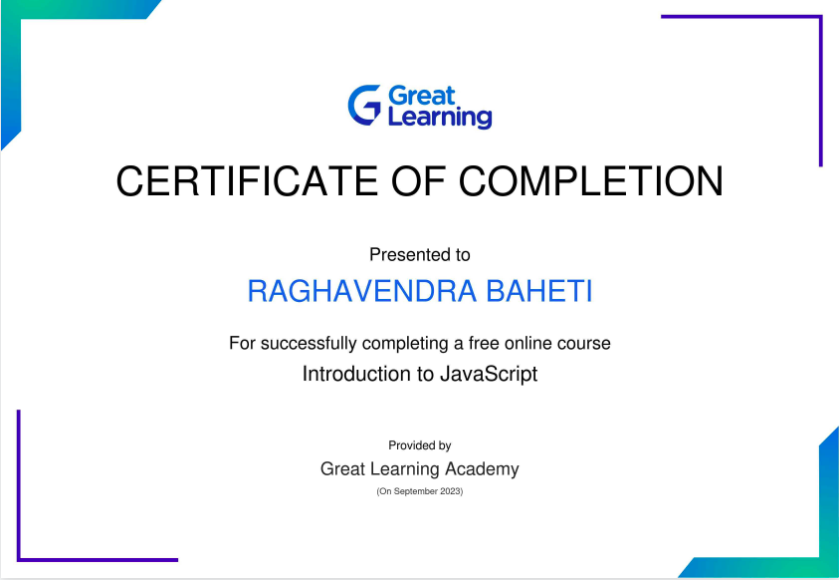 Great
Learning
CERTIFICATE OF COMPLETION
Presented to
RAGHAVENDRA BAHETI
For successfully completing a free online course
Introduction to JavaScript
Provided by
Great Learning Academy
(On September 2023)